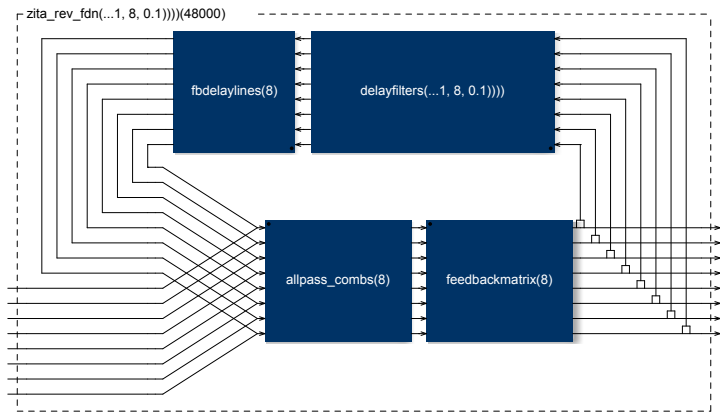 zita_rev_fdn(...1, 8, 0.1))))(48000)
fbdelaylines(8)
delayfilters(...1, 8, 0.1))))
allpass_combs(8)
feedbackmatrix(8)